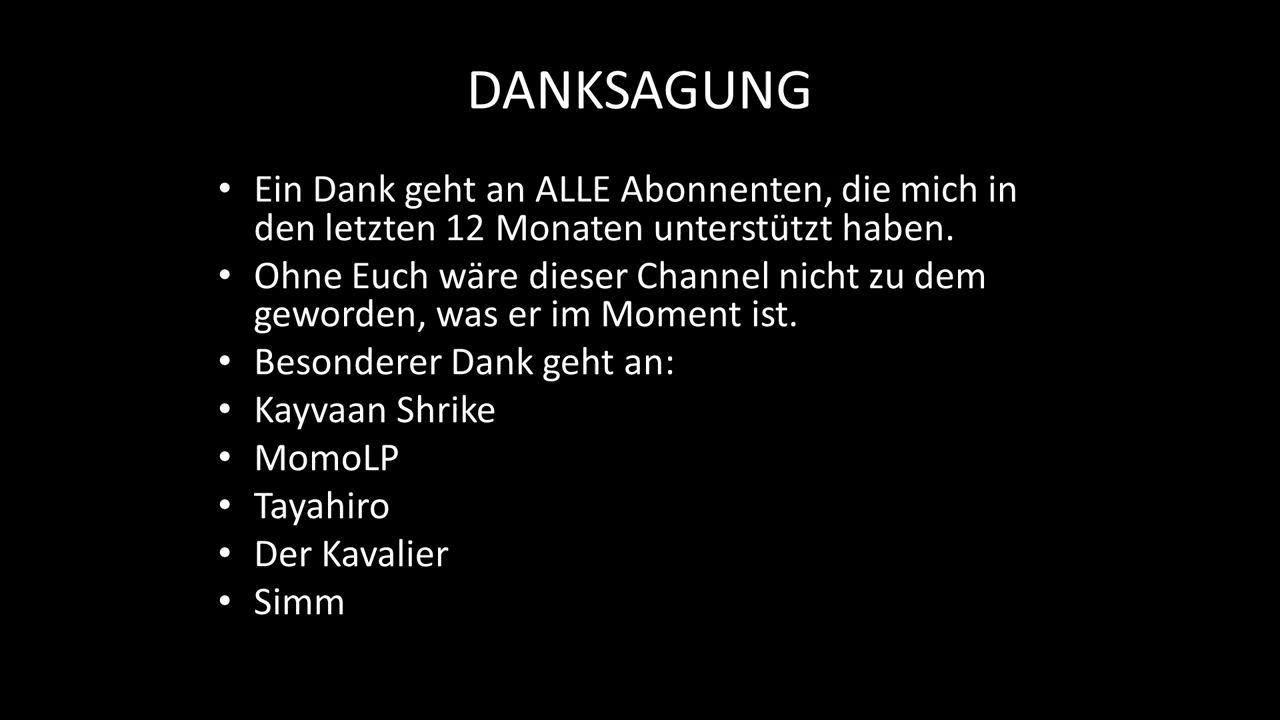 DANKSAGUNG
• Ein Dank geht an ALLE Abonnenten, die mich in
den letzten 12 Monaten unterstützt haben.
• Ohne Euch wäre dieser Channel nicht zu dem
geworden, was er im Moment ist.
• Besonderer Dank geht an:
• Kayvaan Shrike
• MomoLP
• Tayahiro
• Der Kavalier
• Simm